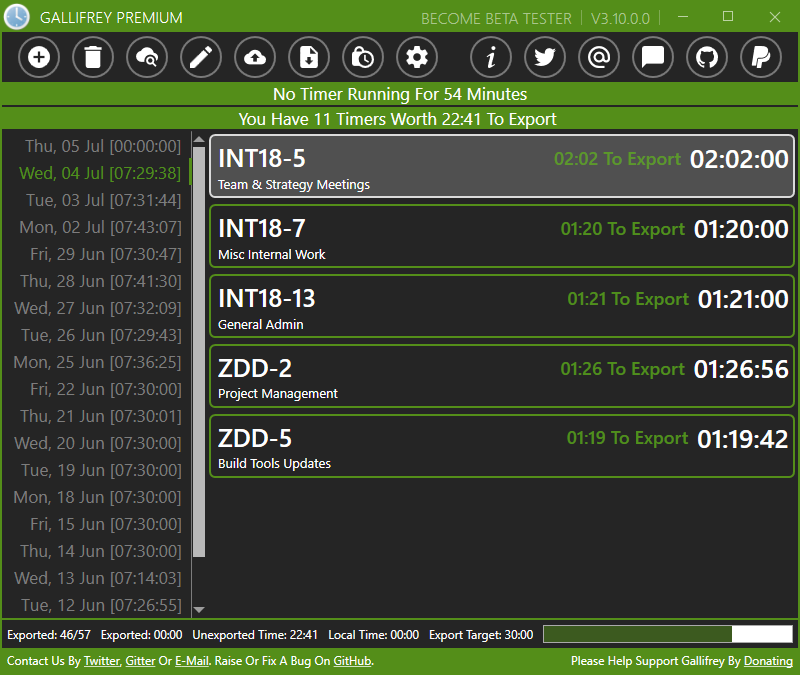 GALLIFREY PREMIUM
BECOME BETA TESTER V3.10.0.0
No Timer Running For 54 Minutes
You Have 11 Timers Worth 22:41 To Export
Thu, 05 Jul [00:00:00]
Wed, 04 Jul [07:29:38]
Tue, 03 Jul [07:31:44]
Mon, 02 Jul [07:43:07]
Fri, 29 Jun [07:30:47]
Thu, 28 Jun [07:41:30]
Wed, 27 Jun [07:32:09]
Tue, 26 Jun [07:29:43]
Mon, 25 Jun [07:36:25]
Fri, 22 Jun [07:30:00]
Thu, 21 Jun [07:30:01]
Wed, 20 Jun [07:30:00]
Tue, 19 Jun [07:30:00]
Mon, 18 Jun [07:30:00]
Fri, 15 Jun [07:30:00]
Thu, 14 Jun [07:30:00]
Wed, 13 Jun [07:14:03]
Tue, 12 Jun [07:26:55]
INT18-5 02:02 To Export 02:02:00
Team & Strategy Meetings
INT18-7 01:20 To Export 01:20:00
Misc Internal Work
INT18-13 01:21 To Export 01:21:00
General Admin
ZDD-2 01:26 To Export 01:26:56
Project Management
ZDD-5 01:19 To Export 01:19:42
Build Tools Updates
Exported: 46/57 Exported: 00:00 Unexported Time: 22:41 Local Time: 00:00 Export Target: 30:00
Contact Us By Twitter, Gitter Or E-Mail. Raise Or Fix A Bug On GitHub. Please Help Support Gallifrey By Donating